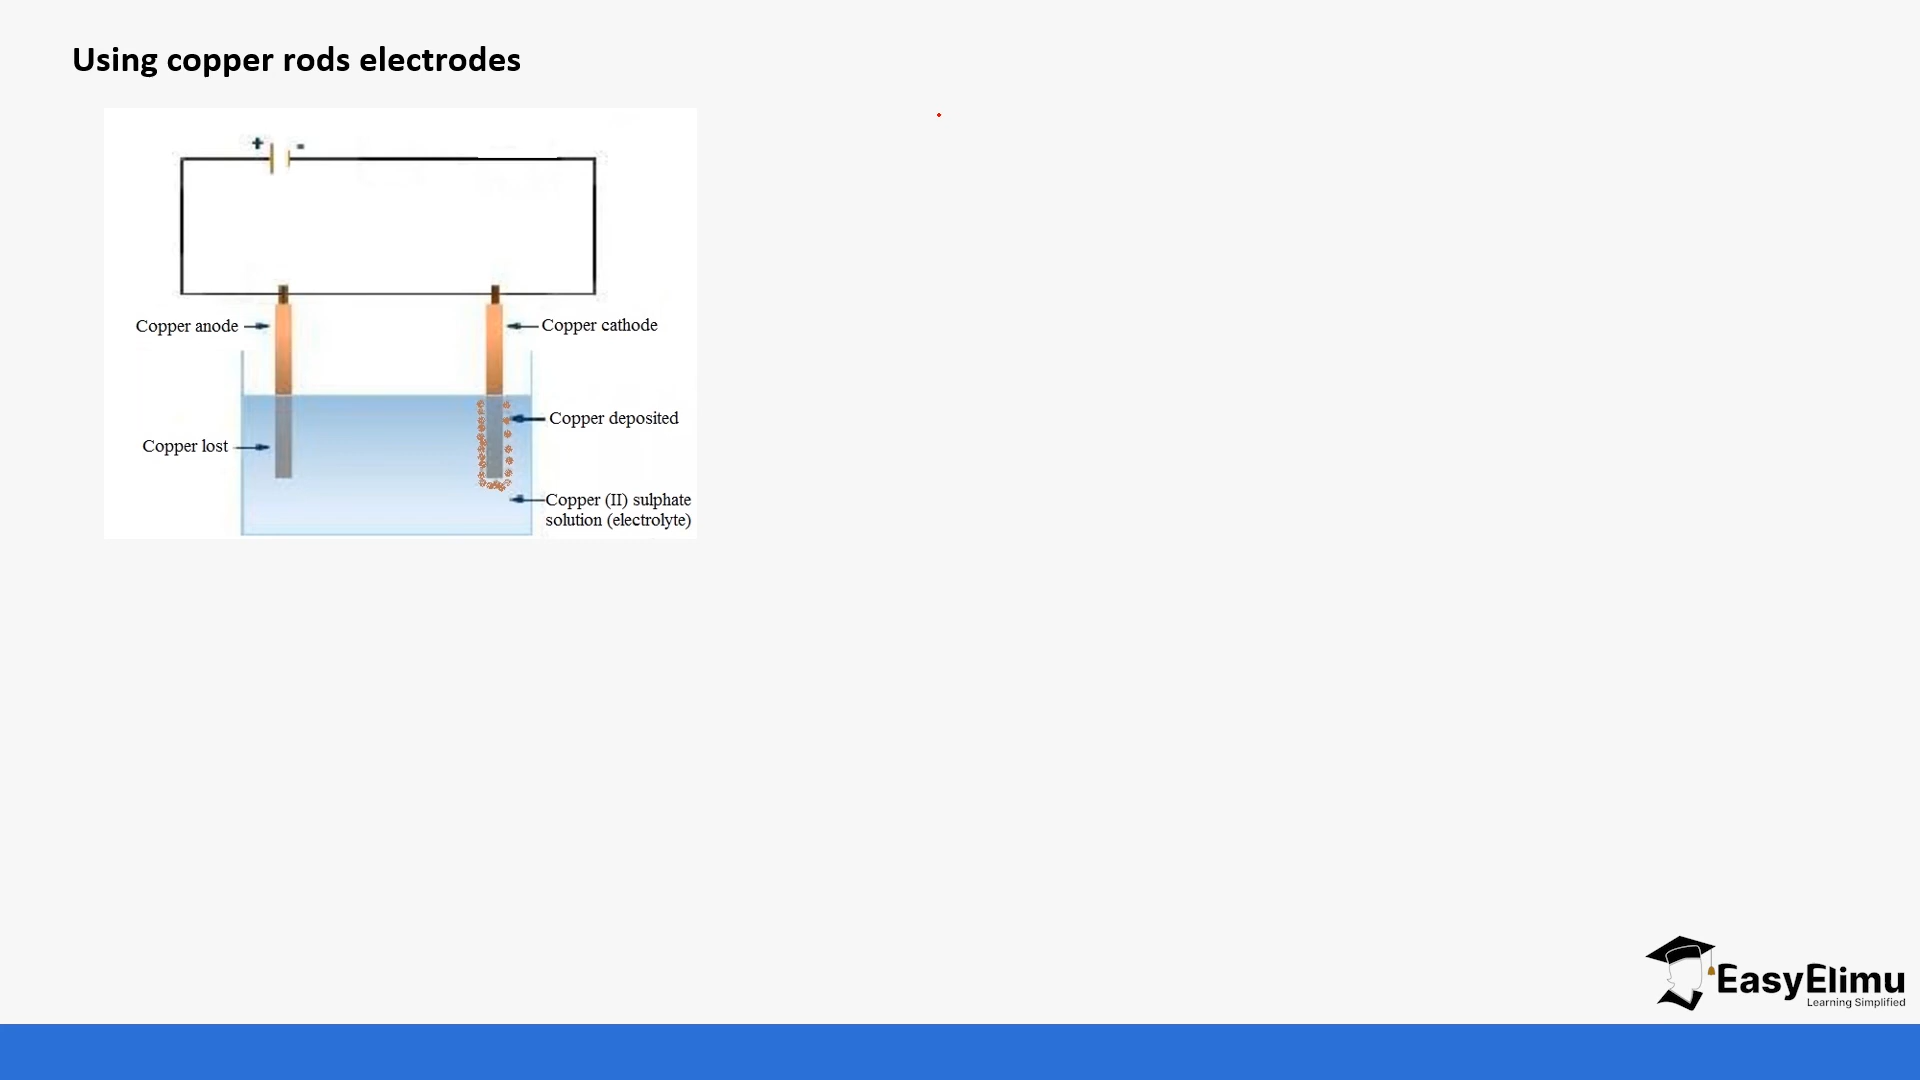 Using copper rods electrodes
+ -
Copper anode
Copper cathode
Copper deposited
Copper lost
Copper (II) sulphate
solution (electrolyte)
EasyElimu
Learning Simplified